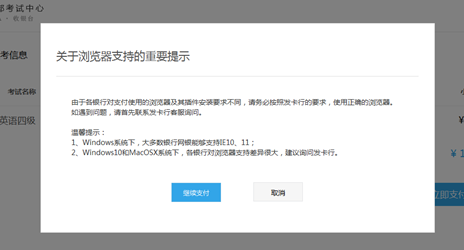 部考试中心
考信息
考试名称
英语四级
关于浏览器支持的重要提示
由于各银行对支付使用的浏览器及其插件安装要求不同，请务必按照发卡行的要求，使用正确的浏览器。
如遇到问题，请首先联系发卡行客服询问。
温馨提示：
1、Windows系统下，大多数银行网银能够支持IE10、11；
2、Windows10和MacOSX系统下，各银行对浏览器支持差异很大，建议询问发卡行。
继续支付
取消
立即支付